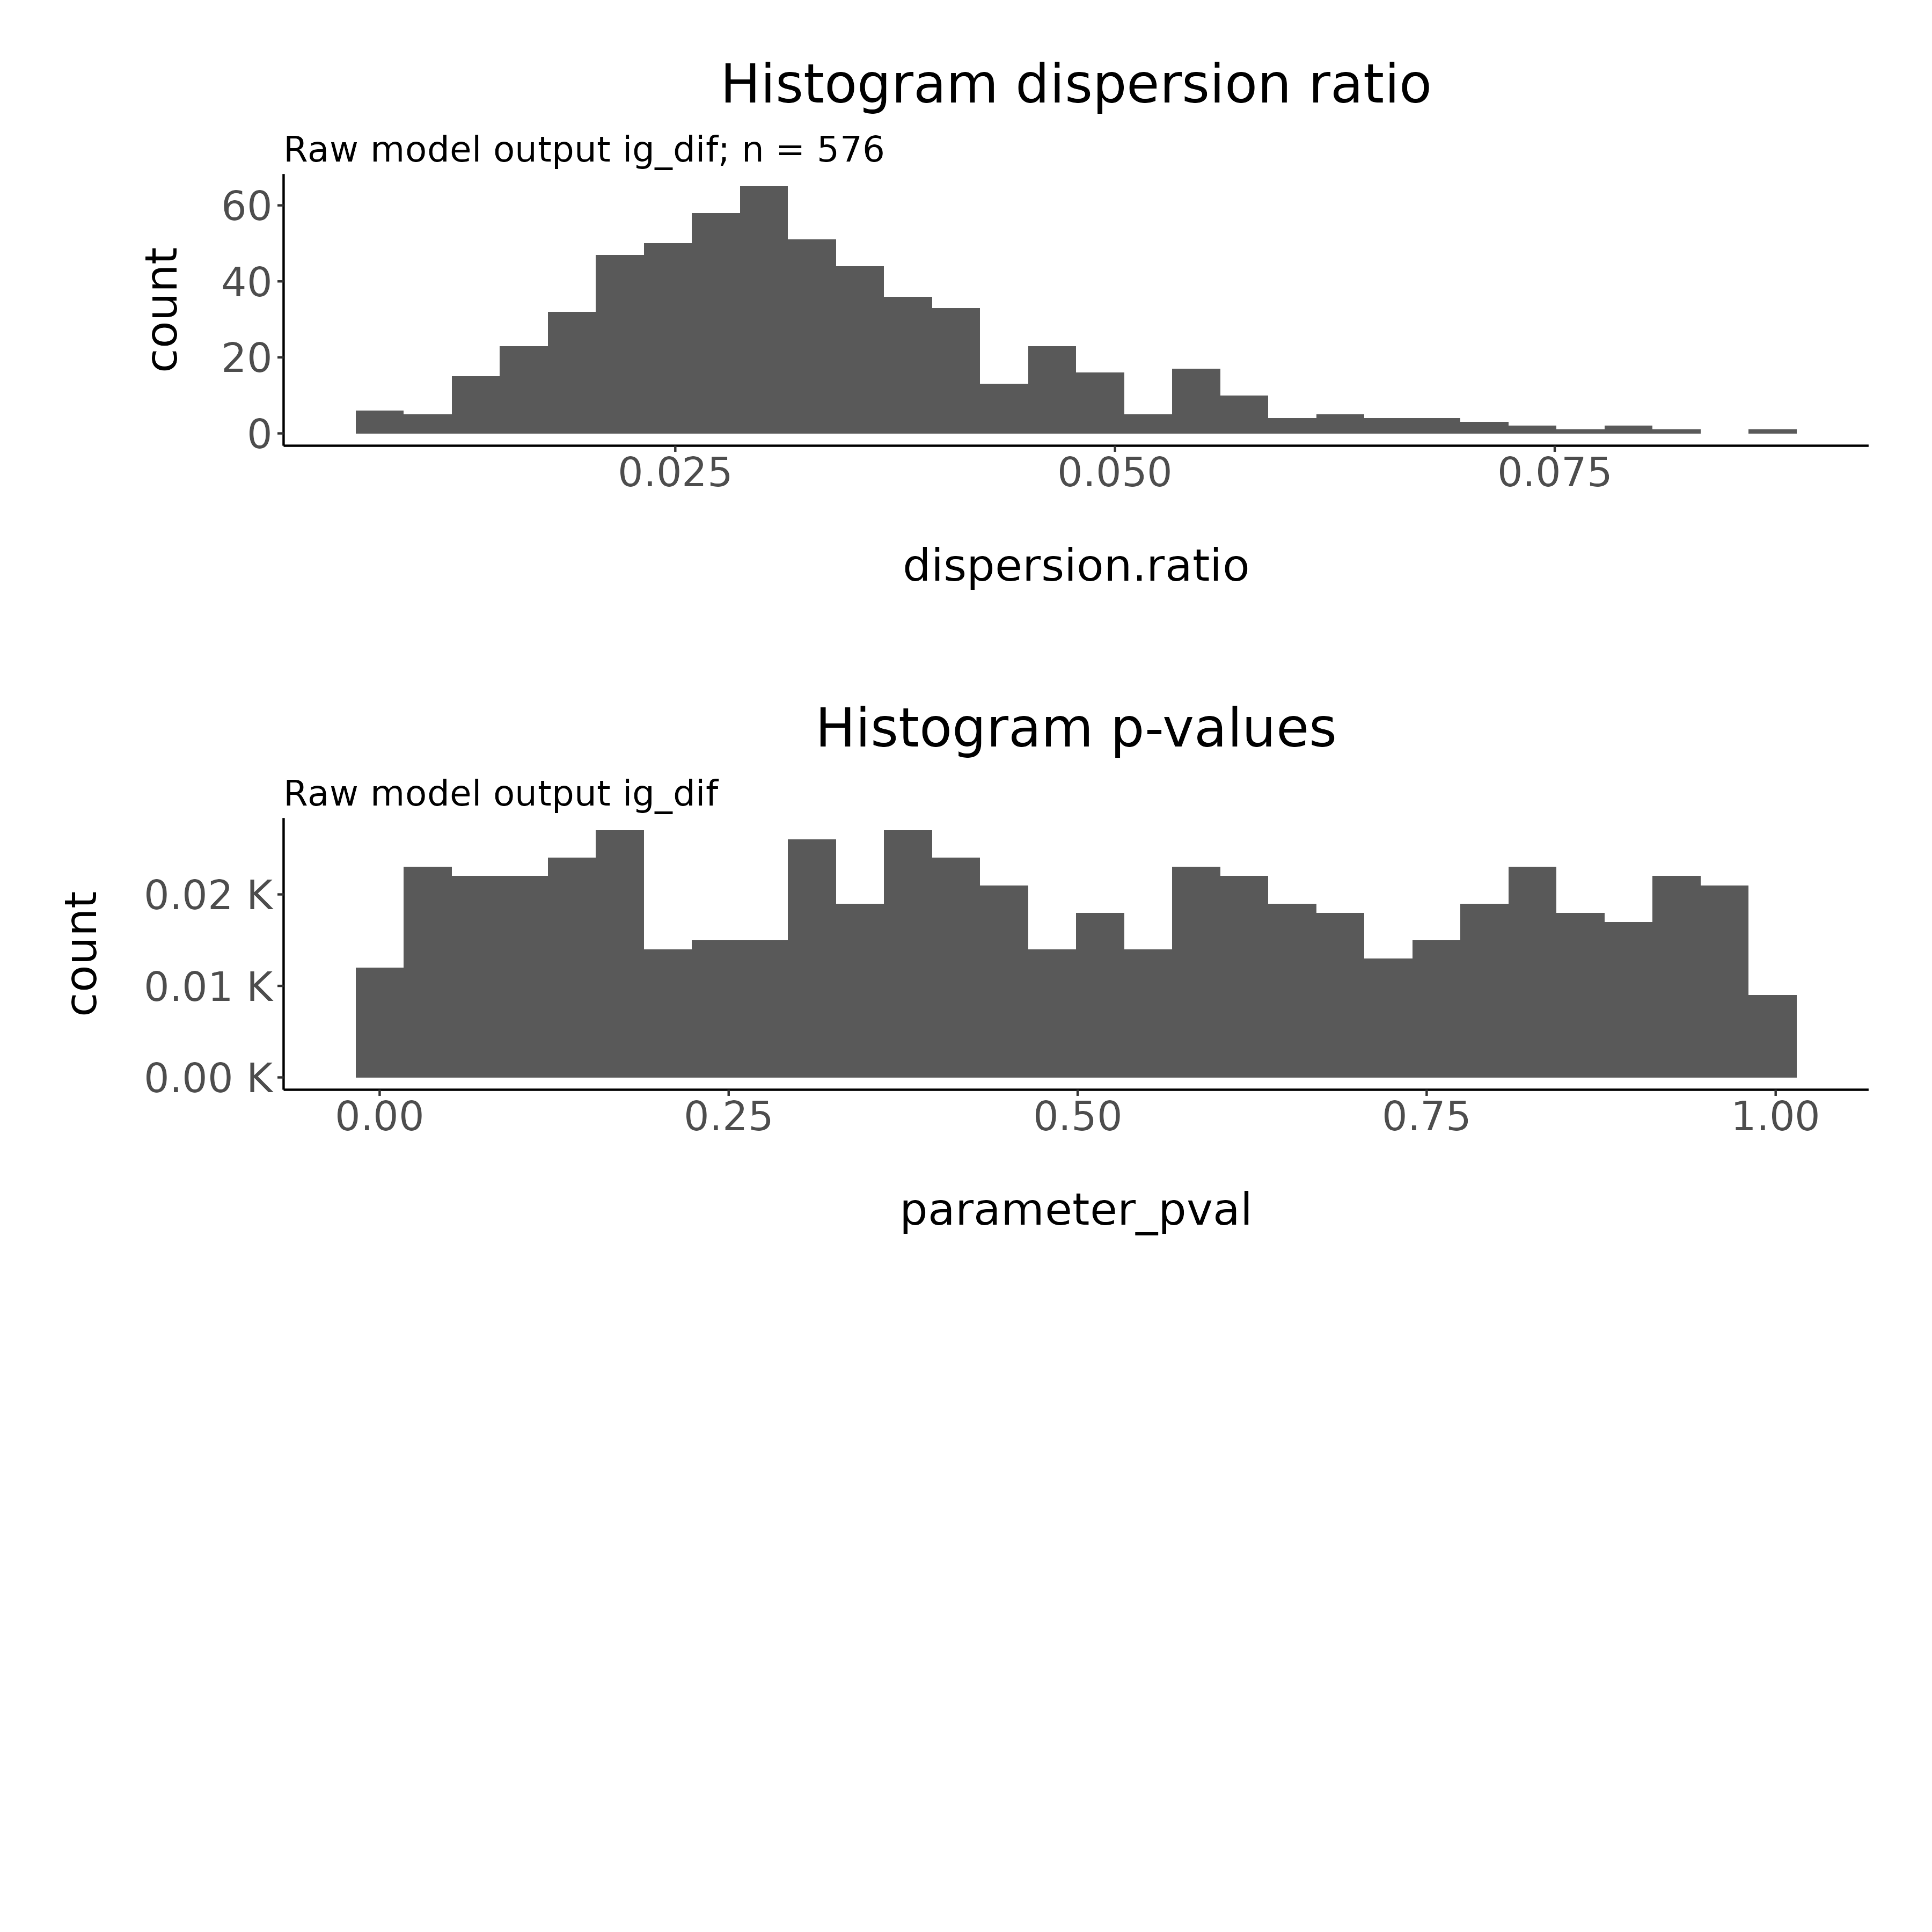 Histogram dispersion ratio
Raw model output ig_dif; n = 576
60
40
20
0
count
0.025 0.050 0.075
dispersion.ratio
Histogram p-values
Raw model output ig_dif
0.02 K
0.01 K
0.00 K
count
0.00 0.25 0.50 0.75 1.00
parameter_pval